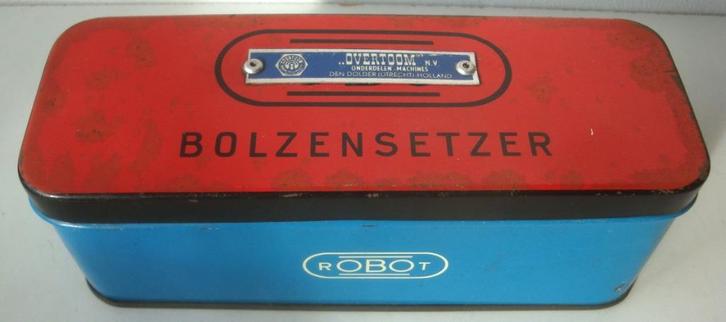 „OVERTOOM" N.V.
ONDERDELEN - MACHINES
DEN DOLDER (UTRECHT) HOLLAND
BOLZENSETZER
ROBOT